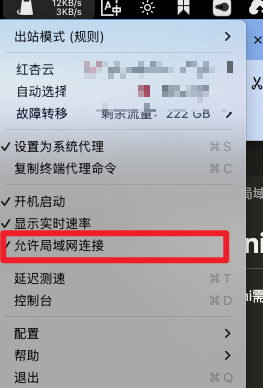 12KB/s
3KB/s
出站模式 (规则)
红杏云
自动选择
故障转移 剩余流量：222 GB
✓ 设置为系统代理 ⌘ S
复制终端代理命令 ⌘ C
✓ 开机启动
✓ 显示实时速率
✓ 允许局域网连接
延迟测速 ⌘ T
控制台 ⌘ D
配置
帮助
退出 ⌘ Q